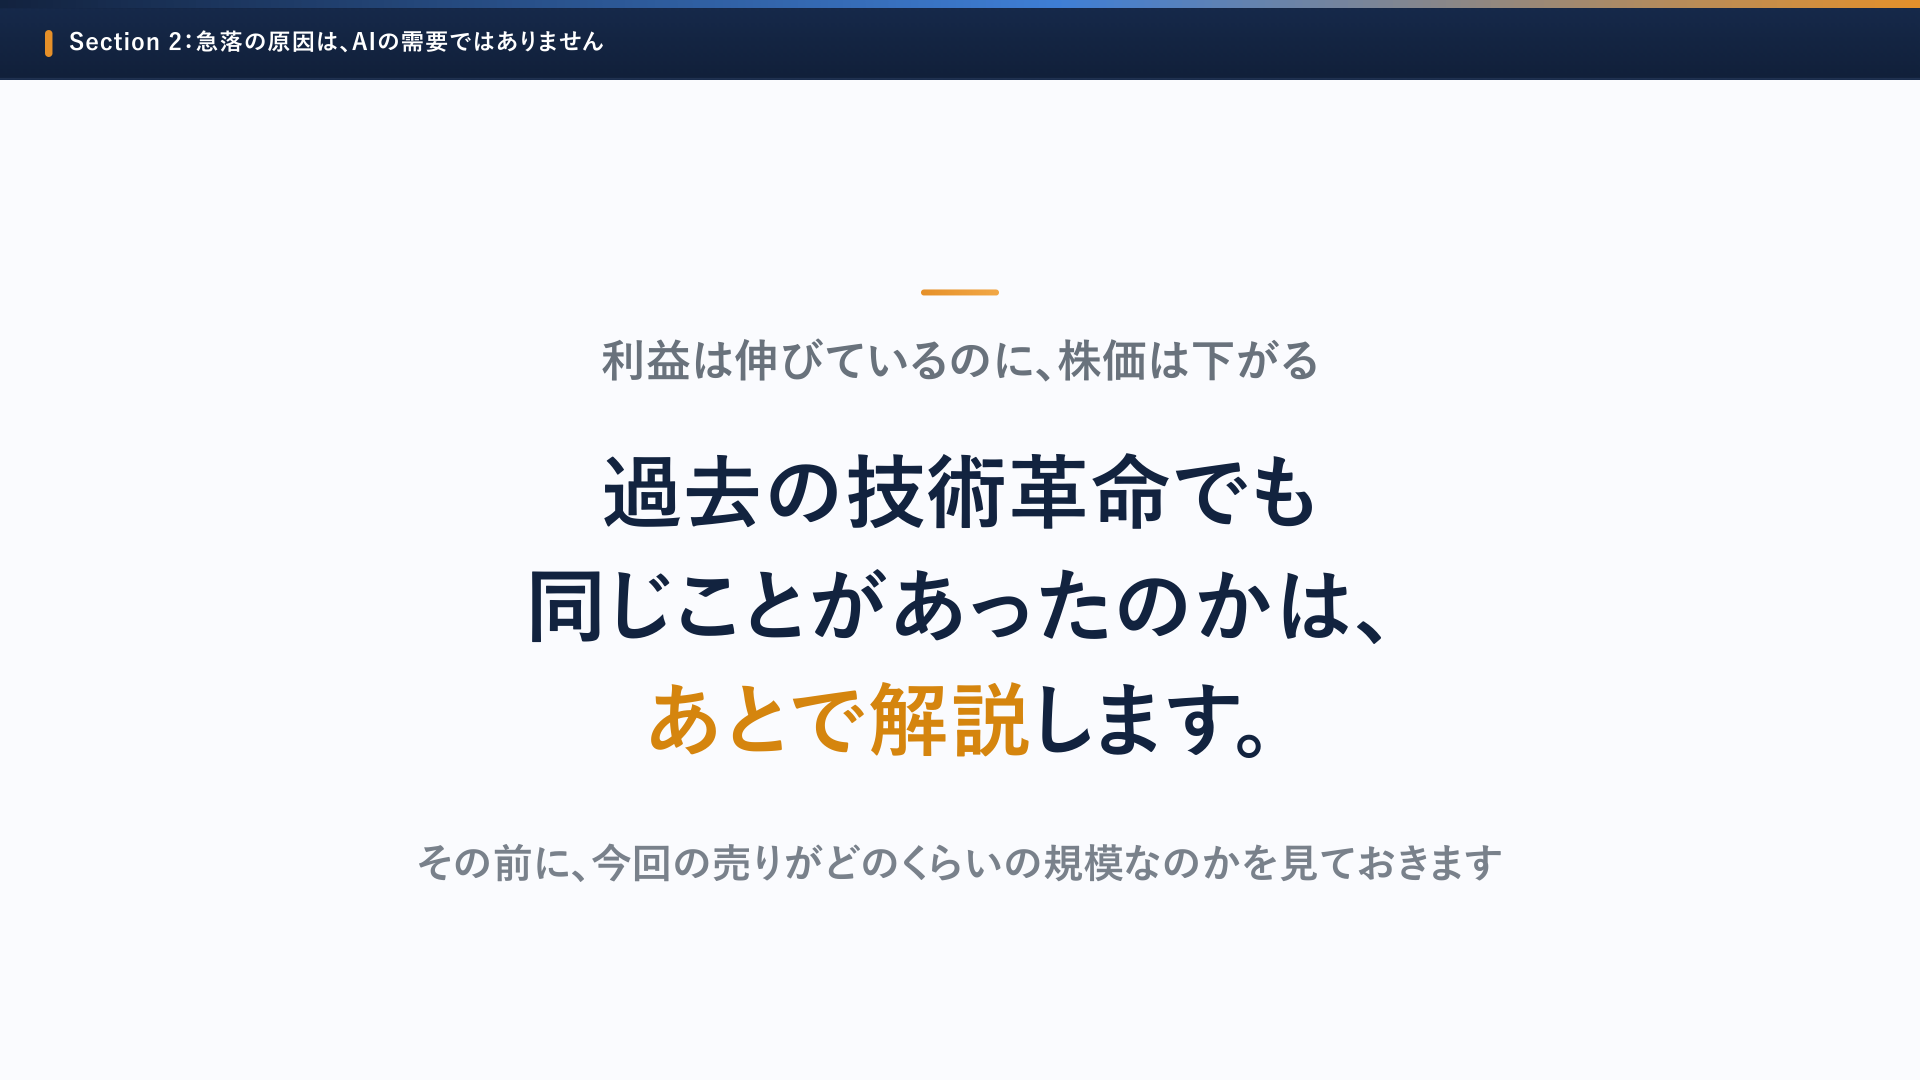 Section 2：急落の原因は、AIの需要ではありません
利益は伸びているのに、株価は下がる
過去の技術革命でも
同じことがあったのかは、
あとで解説します。
その前に、今回の売りがどのくらいの規模なのかを見ておきます